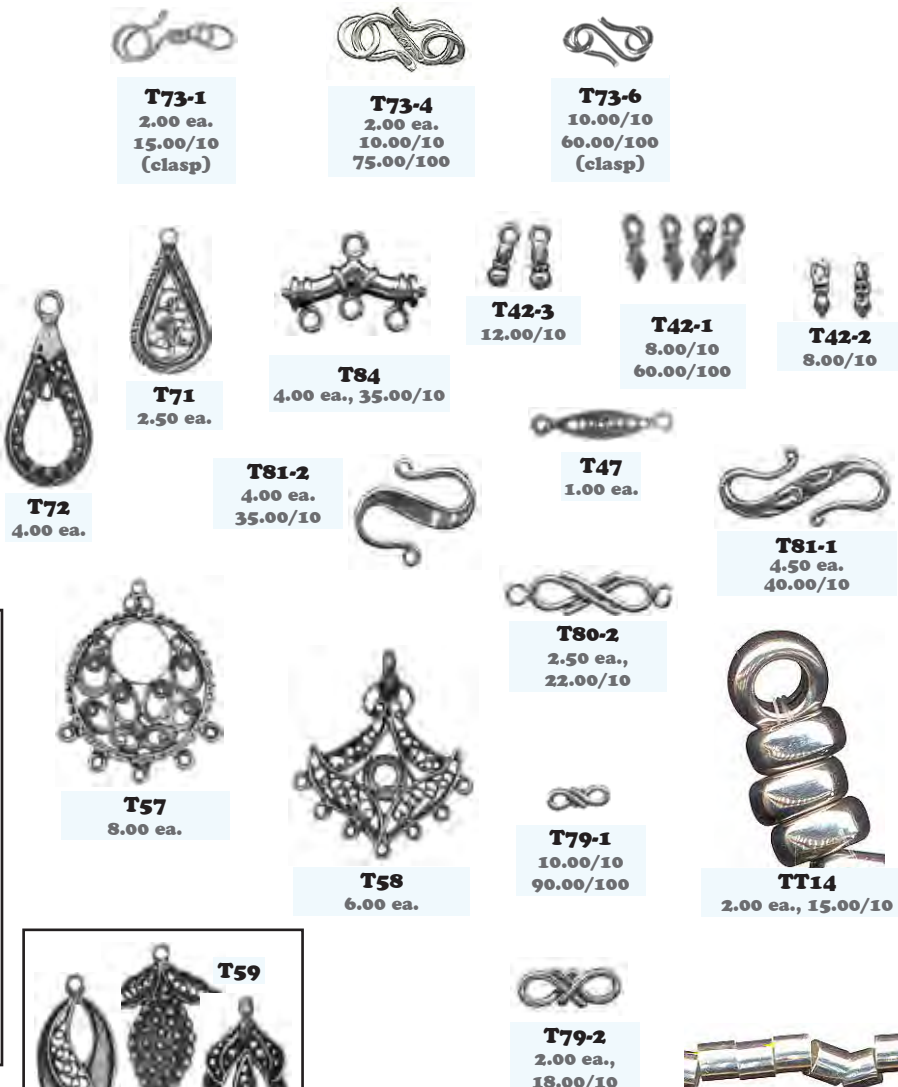 T73-1
2.00 ea.
15.00/10
(clasp)
T73-4
2.00 ea.
10.00/10
75.00/100
T73-6
10.00/10
60.00/100
(clasp)
T42-3
12.00/10
T42-1
8.00/10
60.00/100
T42-2
8.00/10
T84
4.00 ea., 35.00/10
T71
2.50 ea.
T72
4.00 ea.
T81-2
4.00 ea.
35.00/10
T47
1.00 ea.
T81-1
4.50 ea.
40.00/10
T80-2
2.50 ea.,
22.00/10
T57
8.00 ea.
T58
6.00 ea.
T79-1
10.00/10
90.00/100
TT14
2.00 ea., 15.00/10
T59
T79-2
2.00 ea.,
18.00/10